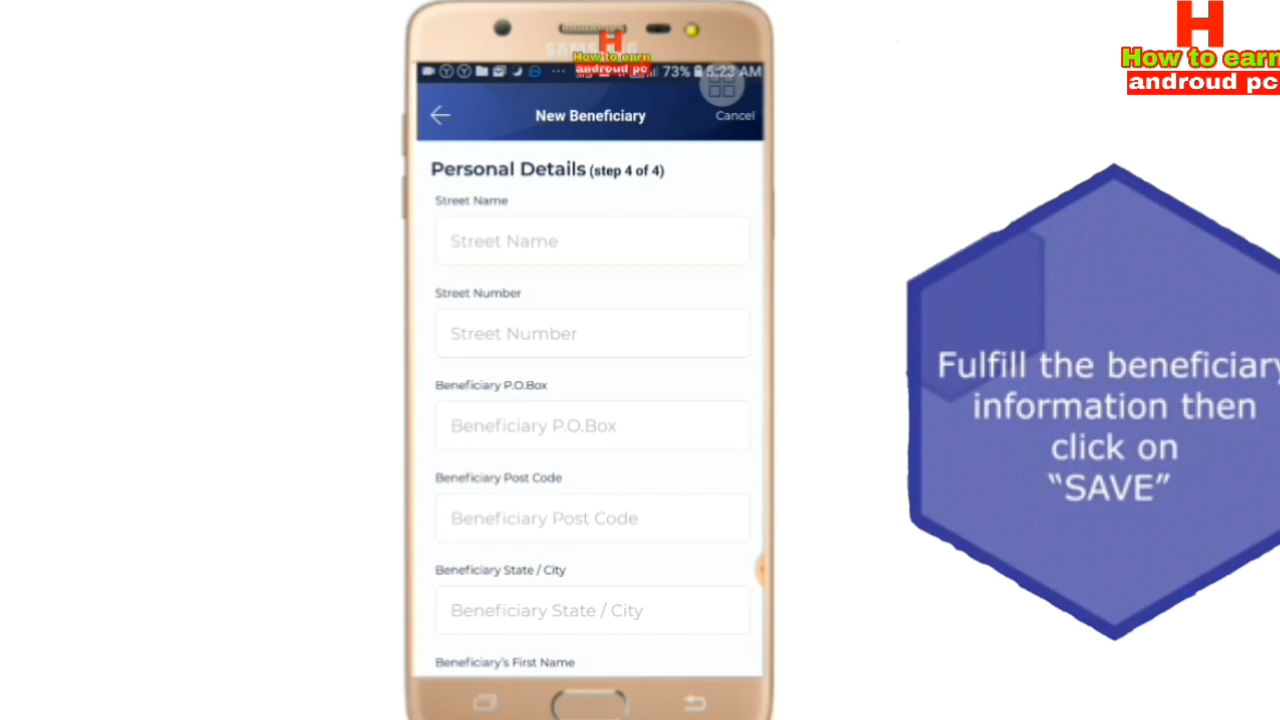 SAMSUNG
H
How to earn
androud pc
73% 5:23 AM
New Beneficiary
Cancel
Personal Details (step 4 of 4)
Street Name
Street Name
Street Number
Street Number
Beneficiary P.O.Box
Beneficiary P.O.Box
Beneficiary Post Code
Beneficiary Post Code
Beneficiary State / City
Beneficiary State / City
Beneficiary's First Name
H
How to earn
androud pc
Fulfill the beneficiary
information then
click on
“SAVE”